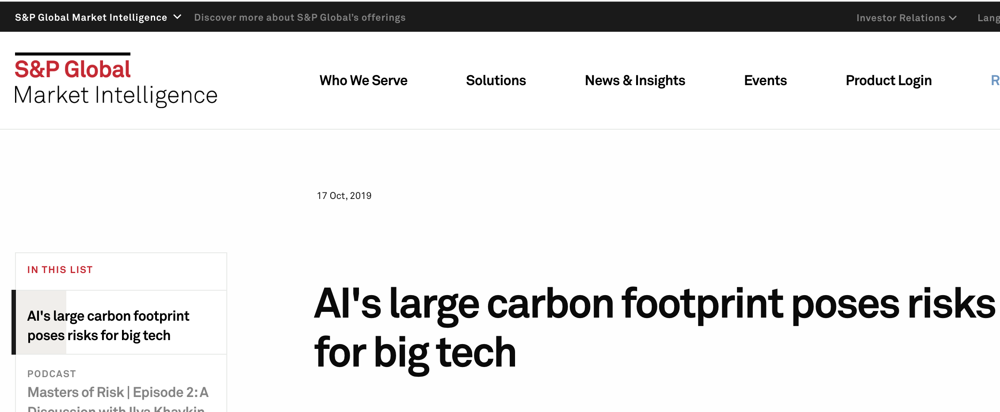 S&P Global Market Intelligence Discover more about S&P Global's offerings Investor Relations
S&P Global
Market Intelligence
Who We Serve Solutions News & Insights Events Product Login
17 Oct, 2019
IN THIS LIST
AI's large carbon footprint
poses risks for big tech
PODCAST
Masters of Risk | Episode 2: A
Discussion with Ilya Khaykin
AI's large carbon footprint poses risks
for big tech